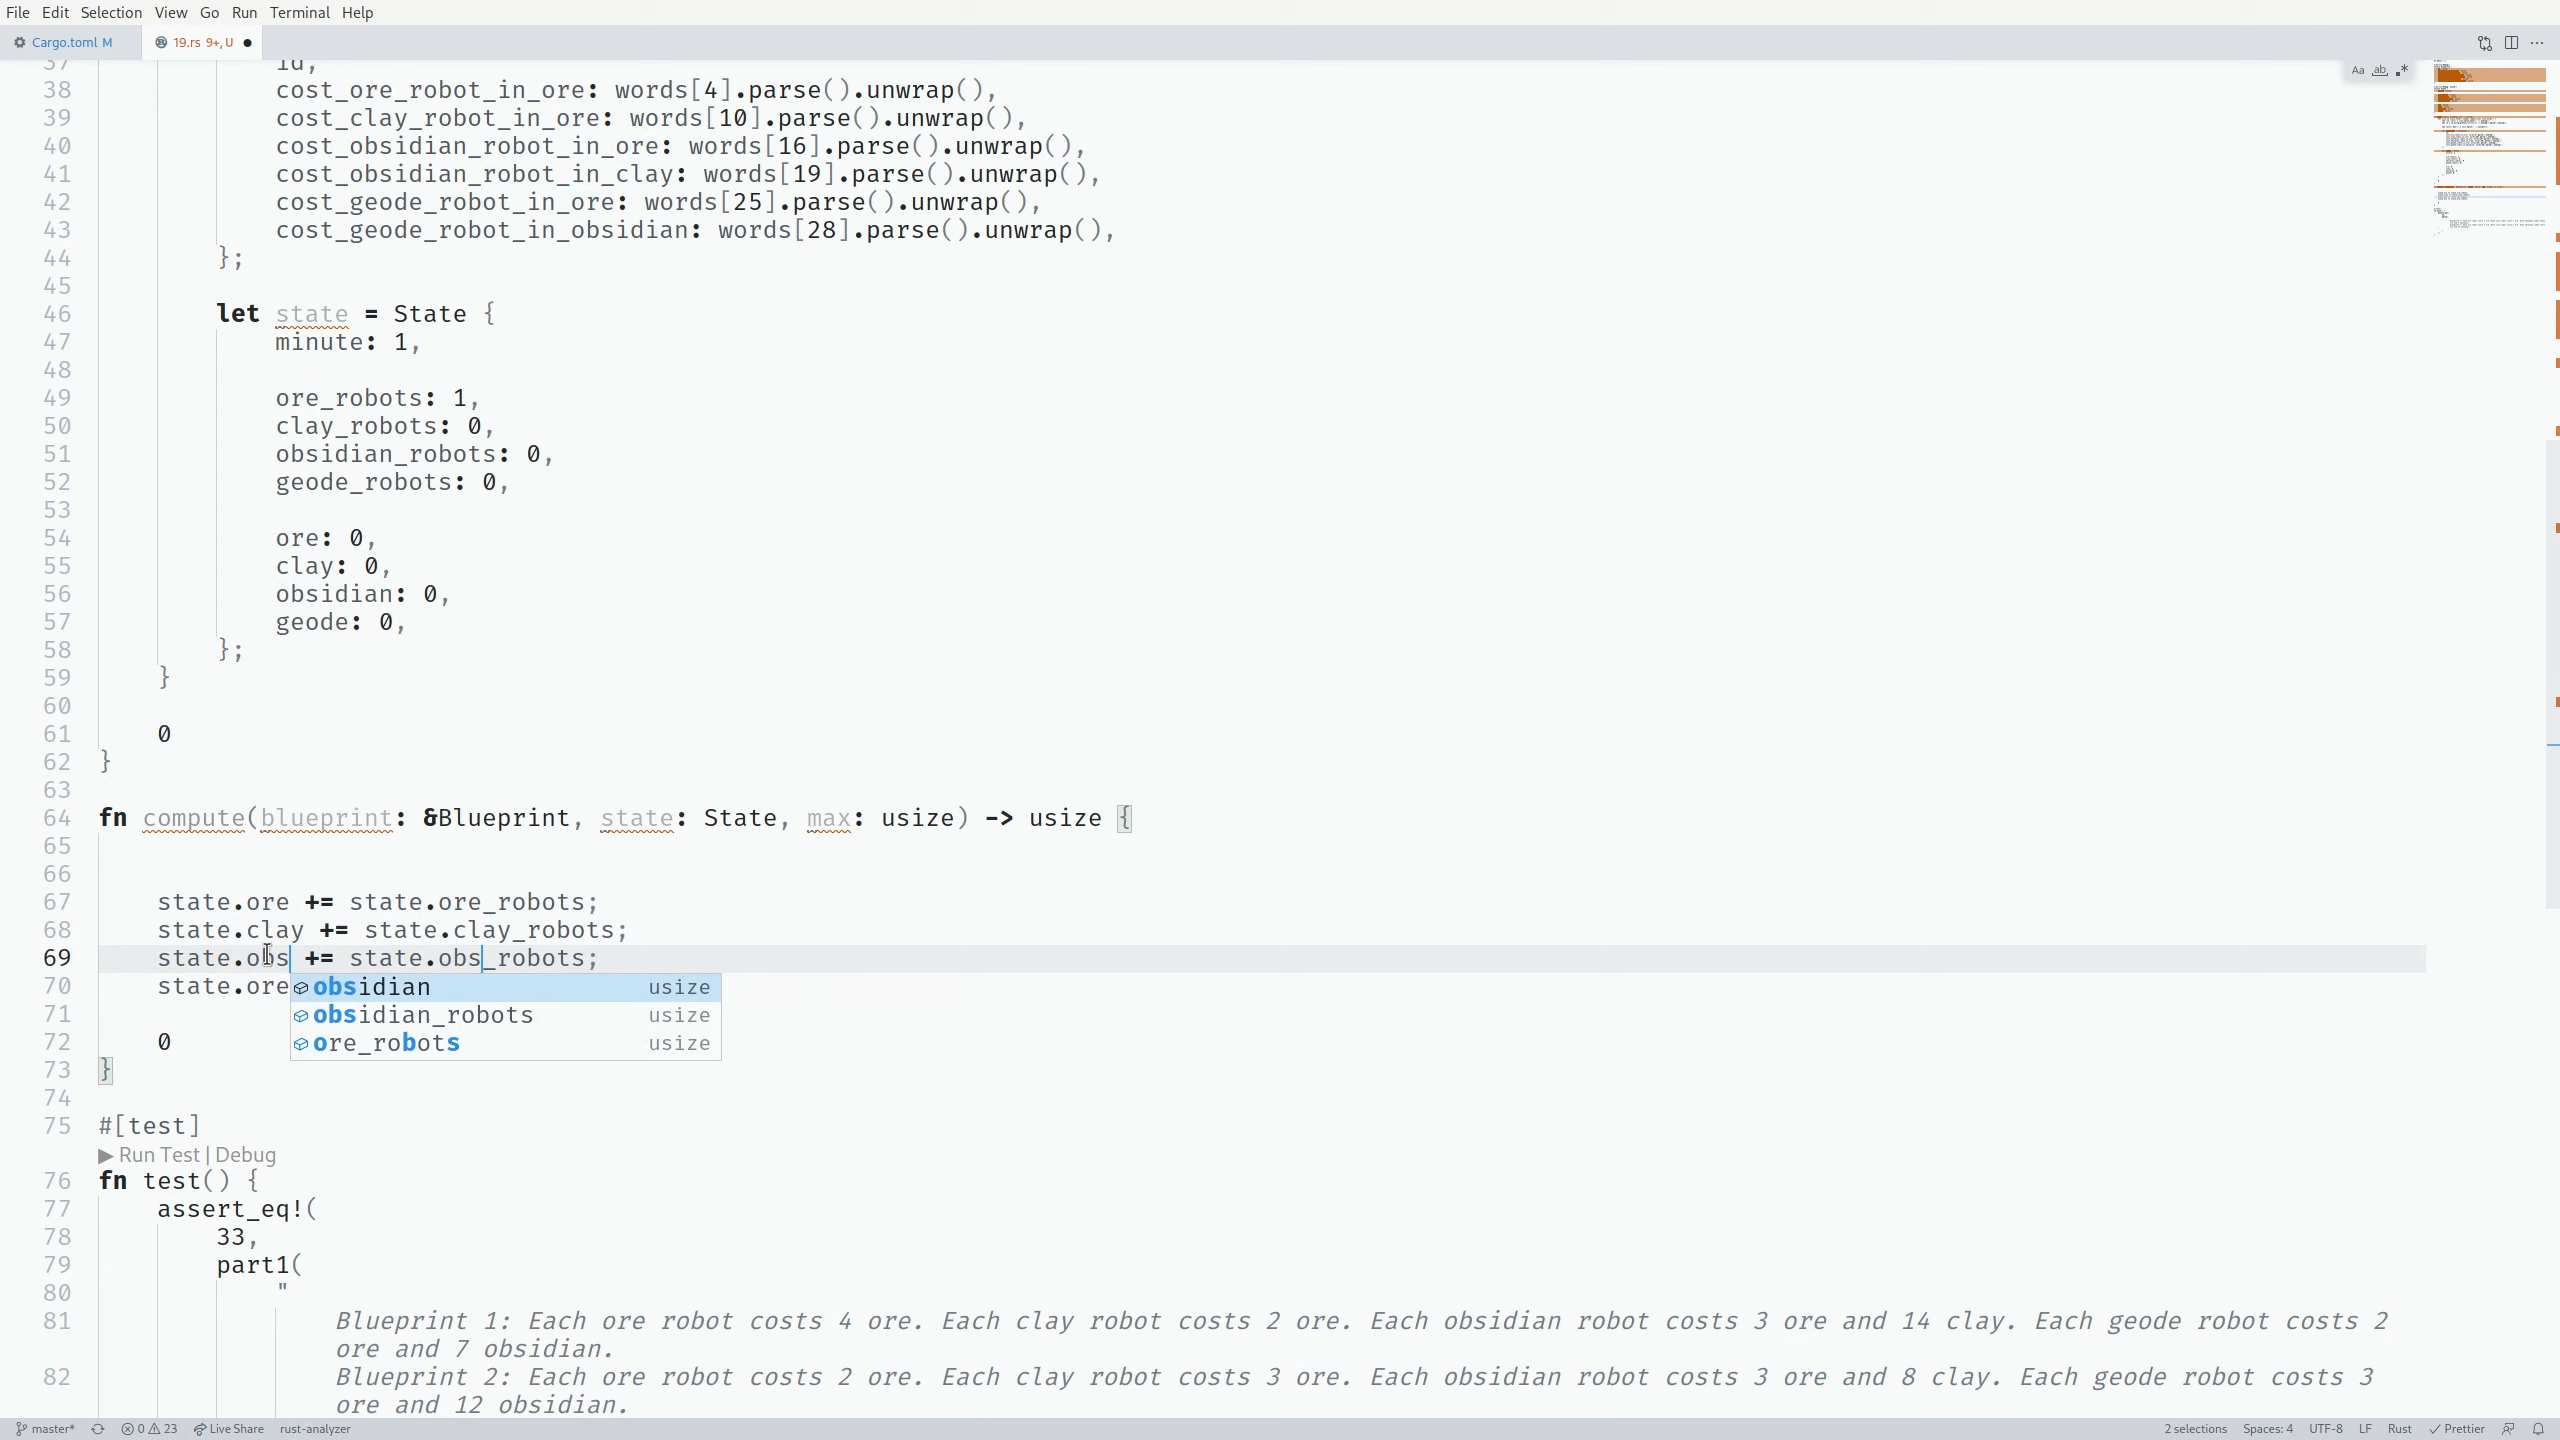 File Edit Selection View Go Run Terminal Help
Cargo.toml M 19.rs 9+, U
Aa ab
37 id,
38 cost_ore_robot_in_ore: words[4].parse().unwrap(),
39 cost_clay_robot_in_ore: words[10].parse().unwrap(),
40 cost_obsidian_robot_in_ore: words[16].parse().unwrap(),
41 cost_obsidian_robot_in_clay: words[19].parse().unwrap(),
42 cost_geode_robot_in_ore: words[25].parse().unwrap(),
43 cost_geode_robot_in_obsidian: words[28].parse().unwrap(),
44 };
45
46 let state = State {
47 minute: 1,
48
49 ore_robots: 1,
50 clay_robots: 0,
51 obsidian_robots: 0,
52 geode_robots: 0,
53
54 ore: 0,
55 clay: 0,
56 obsidian: 0,
57 geode: 0,
58 };
59 }
60
61 0
62 }
63
64 fn compute(blueprint: &Blueprint, state: State, max: usize) -> usize {
65
66
67 state.ore += state.ore_robots;
68 state.clay += state.clay_robots;
69 state.obs += state.obs_robots;
70 state.ore
obsidian usize
71
obsidian_robots usize
72 0
ore_robots usize
73 }
74
75 #[test]
▶ Run Test | Debug
76 fn test() {
77 assert_eq!(
78 33,
79 part1(
80 "
81 Blueprint 1: Each ore robot costs 4 ore. Each clay robot costs 2 ore. Each obsidian robot costs 3 ore and 14 clay. Each geode robot costs 2
ore and 7 obsidian.
82 Blueprint 2: Each ore robot costs 2 ore. Each clay robot costs 3 ore. Each obsidian robot costs 3 ore and 8 clay. Each geode robot costs 3
ore and 12 obsidian.
master* 0 23 Live Share rust-analyzer 2 selections Spaces: 4 UTF-8 LF Rust Prettier